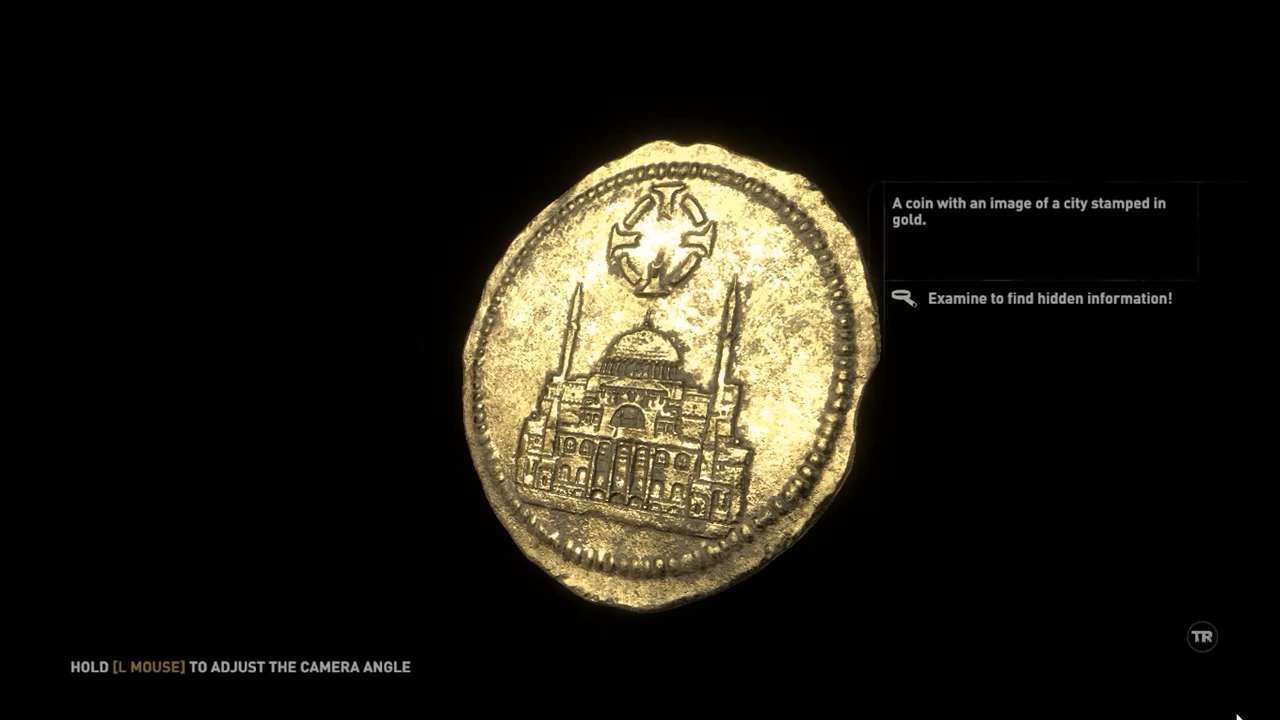 A coin with an image of a city stamped in
gold.
Examine to find hidden information!
TR
HOLD [L MOUSE] TO ADJUST THE CAMERA ANGLE